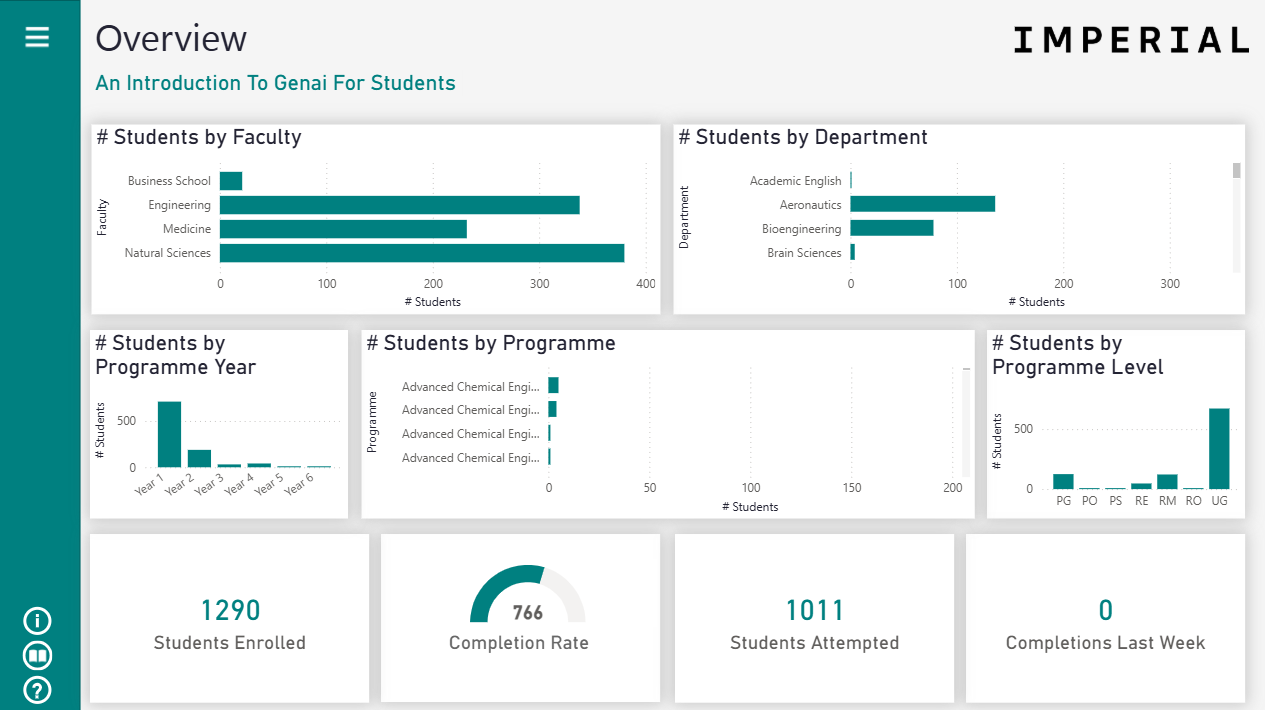 Overview
IMPERIAL
An Introduction To Genai For Students
# Students by Faculty
Faculty
Business School
Engineering
Medicine
Natural Sciences
0 100 200 300 400
# Students
# Students by Department
Department
Academic English
Aeronautics
Bioengineering
Brain Sciences
0 100 200 300
# Students
# Students by
Programme Year
# Students
500
0
Year 1 Year 2 Year 3 Year 4 Year 5 Year 6
# Students by Programme
Programme
Advanced Chemical Engi...
Advanced Chemical Engi...
Advanced Chemical Engi...
Advanced Chemical Engi...
0 50 100 150 200
# Students
# Students by
Programme Level
# Students
500
0
PG PO PS RE RM RO UG
1290
Students Enrolled
766
Completion Rate
1011
Students Attempted
0
Completions Last Week
i
?